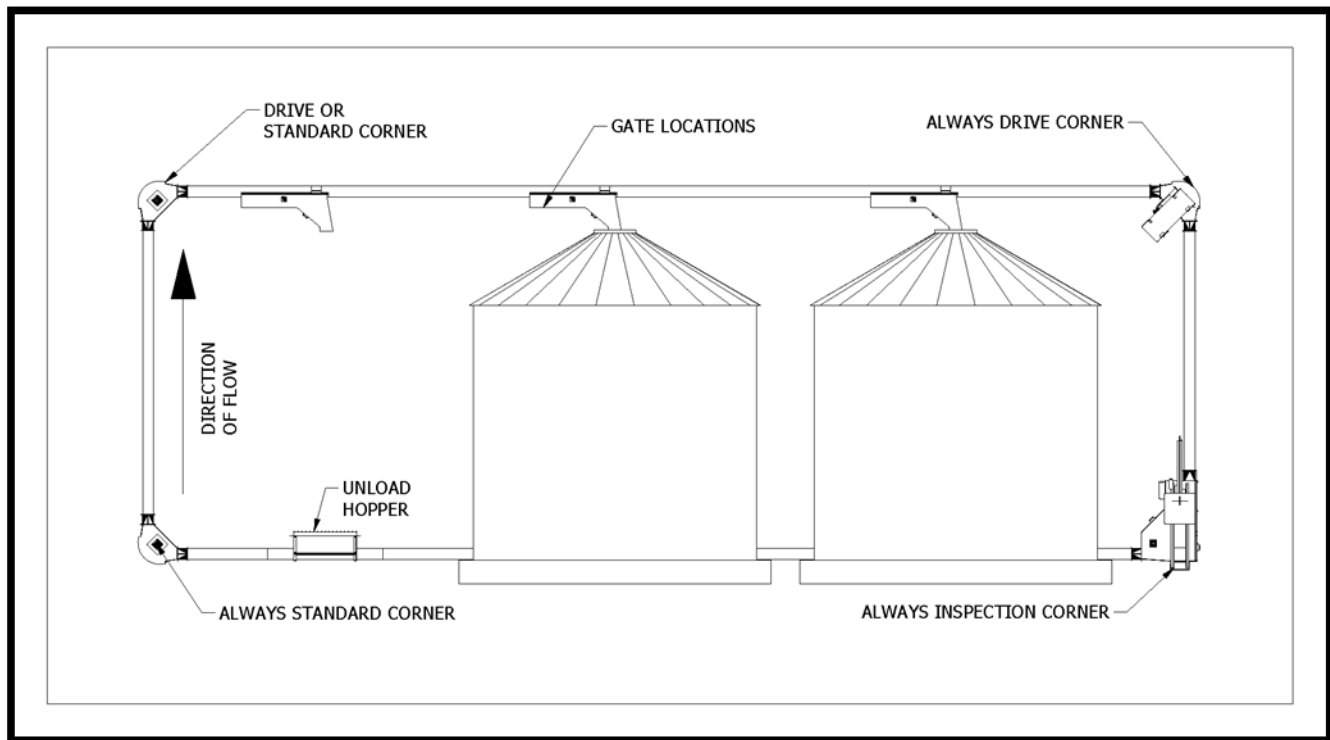 DRIVE OR
STANDARD CORNER
GATE LOCATIONS
ALWAYS DRIVE CORNER
DIRECTION
OF FLOW
UNLOAD
HOPPER
ALWAYS STANDARD CORNER
ALWAYS INSPECTION CORNER